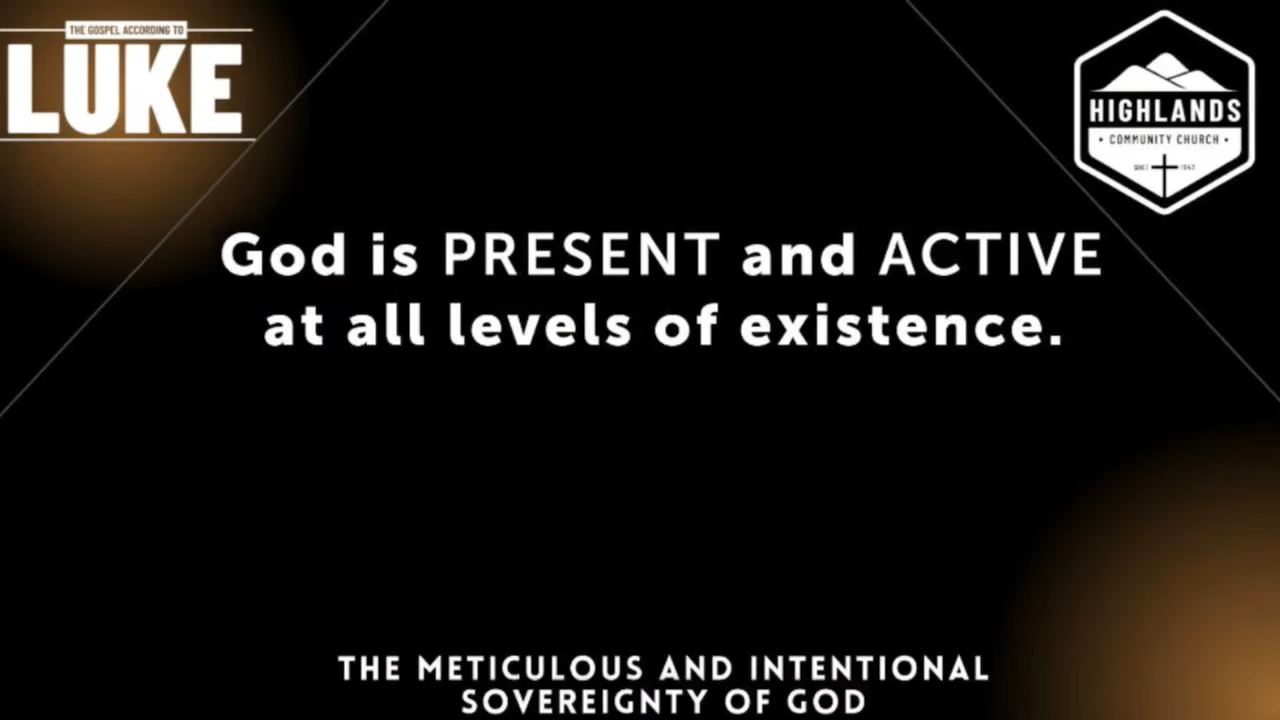 THE GOSPEL ACCORDING TO
LUKE
HIGHLANDS
• COMMUNITY CHURCH •
God is PRESENT and ACTIVE
at all levels of existence.
THE METICULOUS AND INTENTIONAL
SOVEREIGNTY OF GOD